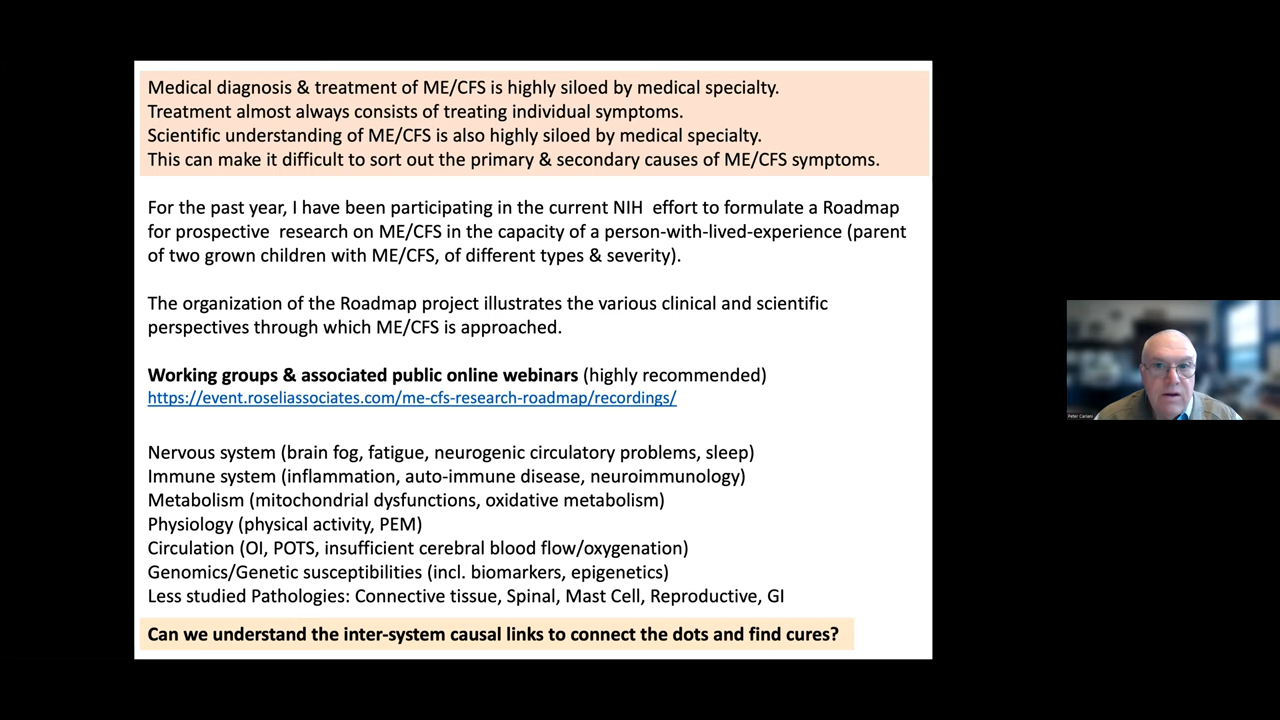 Medical diagnosis & treatment of ME/CFS is highly siloed by medical specialty.
Treatment almost always consists of treating individual symptoms.
Scientific understanding of ME/CFS is also highly siloed by medical specialty.
This can make it difficult to sort out the primary & secondary causes of ME/CFS symptoms.
For the past year, I have been participating in the current NIH  effort to formulate a Roadmap
for prospective  research on ME/CFS in the capacity of a person-with-lived-experience (parent
of two grown children with ME/CFS, of different types & severity).
The organization of the Roadmap project illustrates the various clinical and scientific
perspectives through which ME/CFS is approached.
Working groups & associated public online webinars (highly recommended)
https://event.roseliassociates.com/me-cfs-research-roadmap/recordings/
Nervous system (brain fog, fatigue, neurogenic circulatory problems, sleep)
Immune system (inflammation, auto-immune disease, neuroimmunology)
Metabolism (mitochondrial dysfunctions, oxidative metabolism)
Physiology (physical activity, PEM)
Circulation (OI, POTS, insufficient cerebral blood flow/oxygenation)
Genomics/Genetic susceptibilities (incl. biomarkers, epigenetics)
Less studied Pathologies: Connective tissue, Spinal, Mast Cell, Reproductive, GI
Can we understand the inter-system causal links to connect the dots and find cures?
Peter Cariani